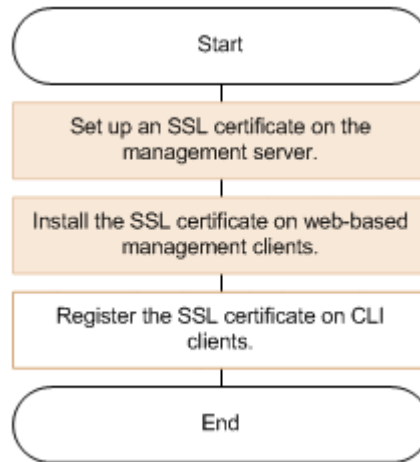 Start
Set up an SSL certificate on the
management server.
Install the SSL certificate on web-based
management clients.
Register the SSL certificate on CLI
clients.
End